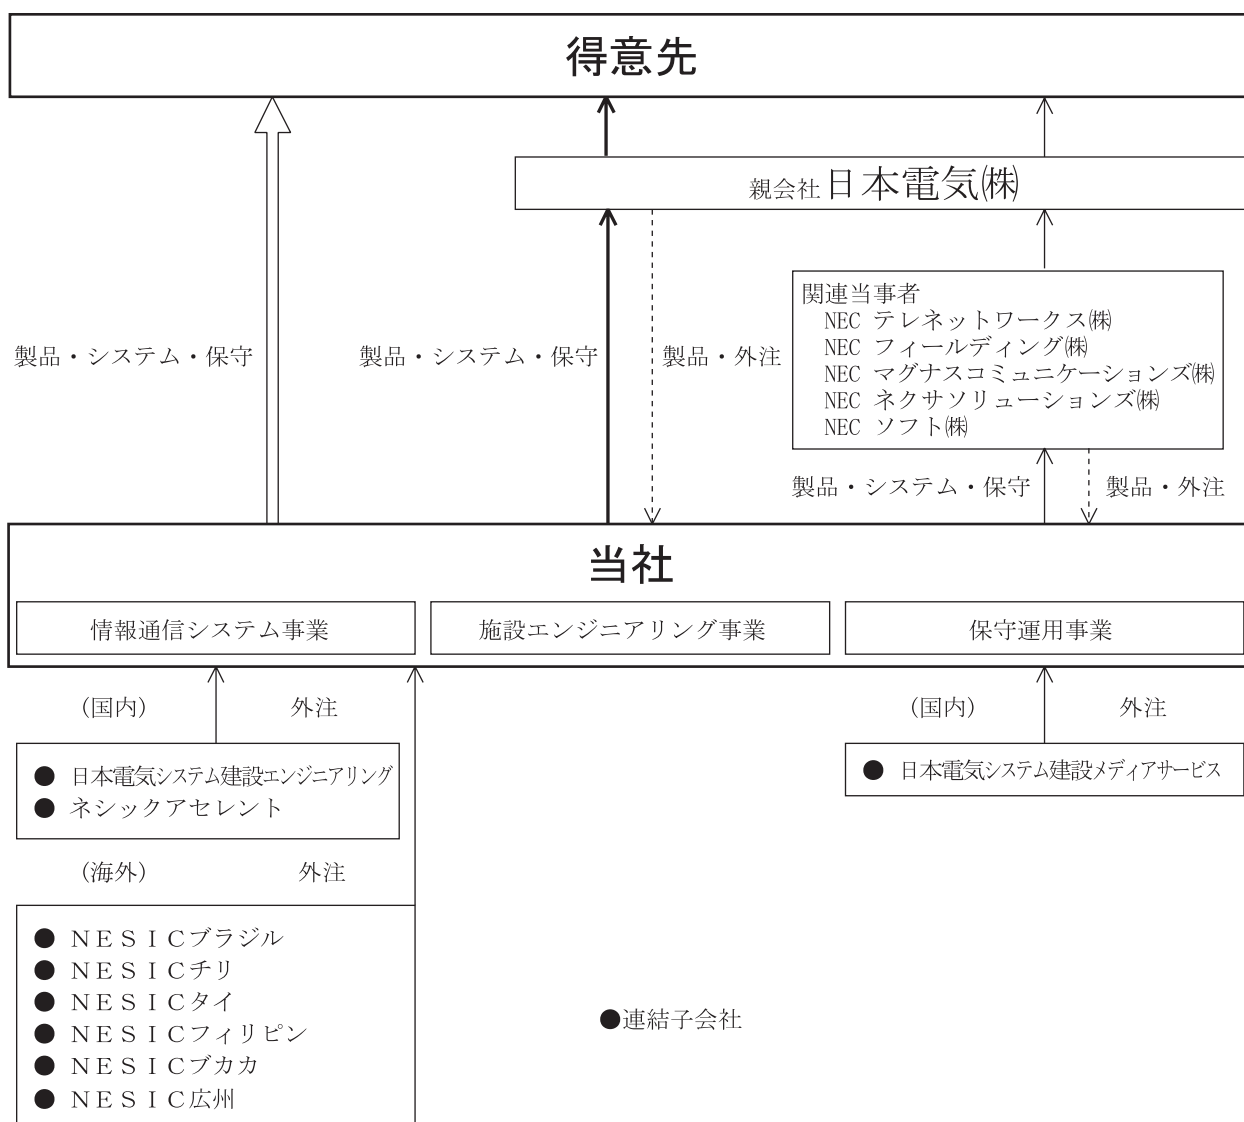 得意先
親会社 日本電気㈱
関連当事者
NEC テレネットワークス㈱
NEC フィールディング㈱
NEC マグナスコミュニケーションズ㈱
NEC ネクサソリューションズ㈱
NEC ソフト㈱
製品・システム・保守
製品・システム・保守
製品・外注
製品・システム・保守
製品・外注
当社
情報通信システム事業
施設エンジニアリング事業
保守運用事業
(国内) 外注
(国内) 外注
● 日本電気システム建設エンジニアリング
● ネシックアセレント
● 日本電気システム建設メディアサービス
(海外) 外注
● ＮＥＳＩＣブラジル
● ＮＥＳＩＣチリ
● ＮＥＳＩＣタイ
● ＮＥＳＩＣフィリピン
● ＮＥＳＩＣブカカ
● ＮＥＳＩＣ広州
●連結子会社